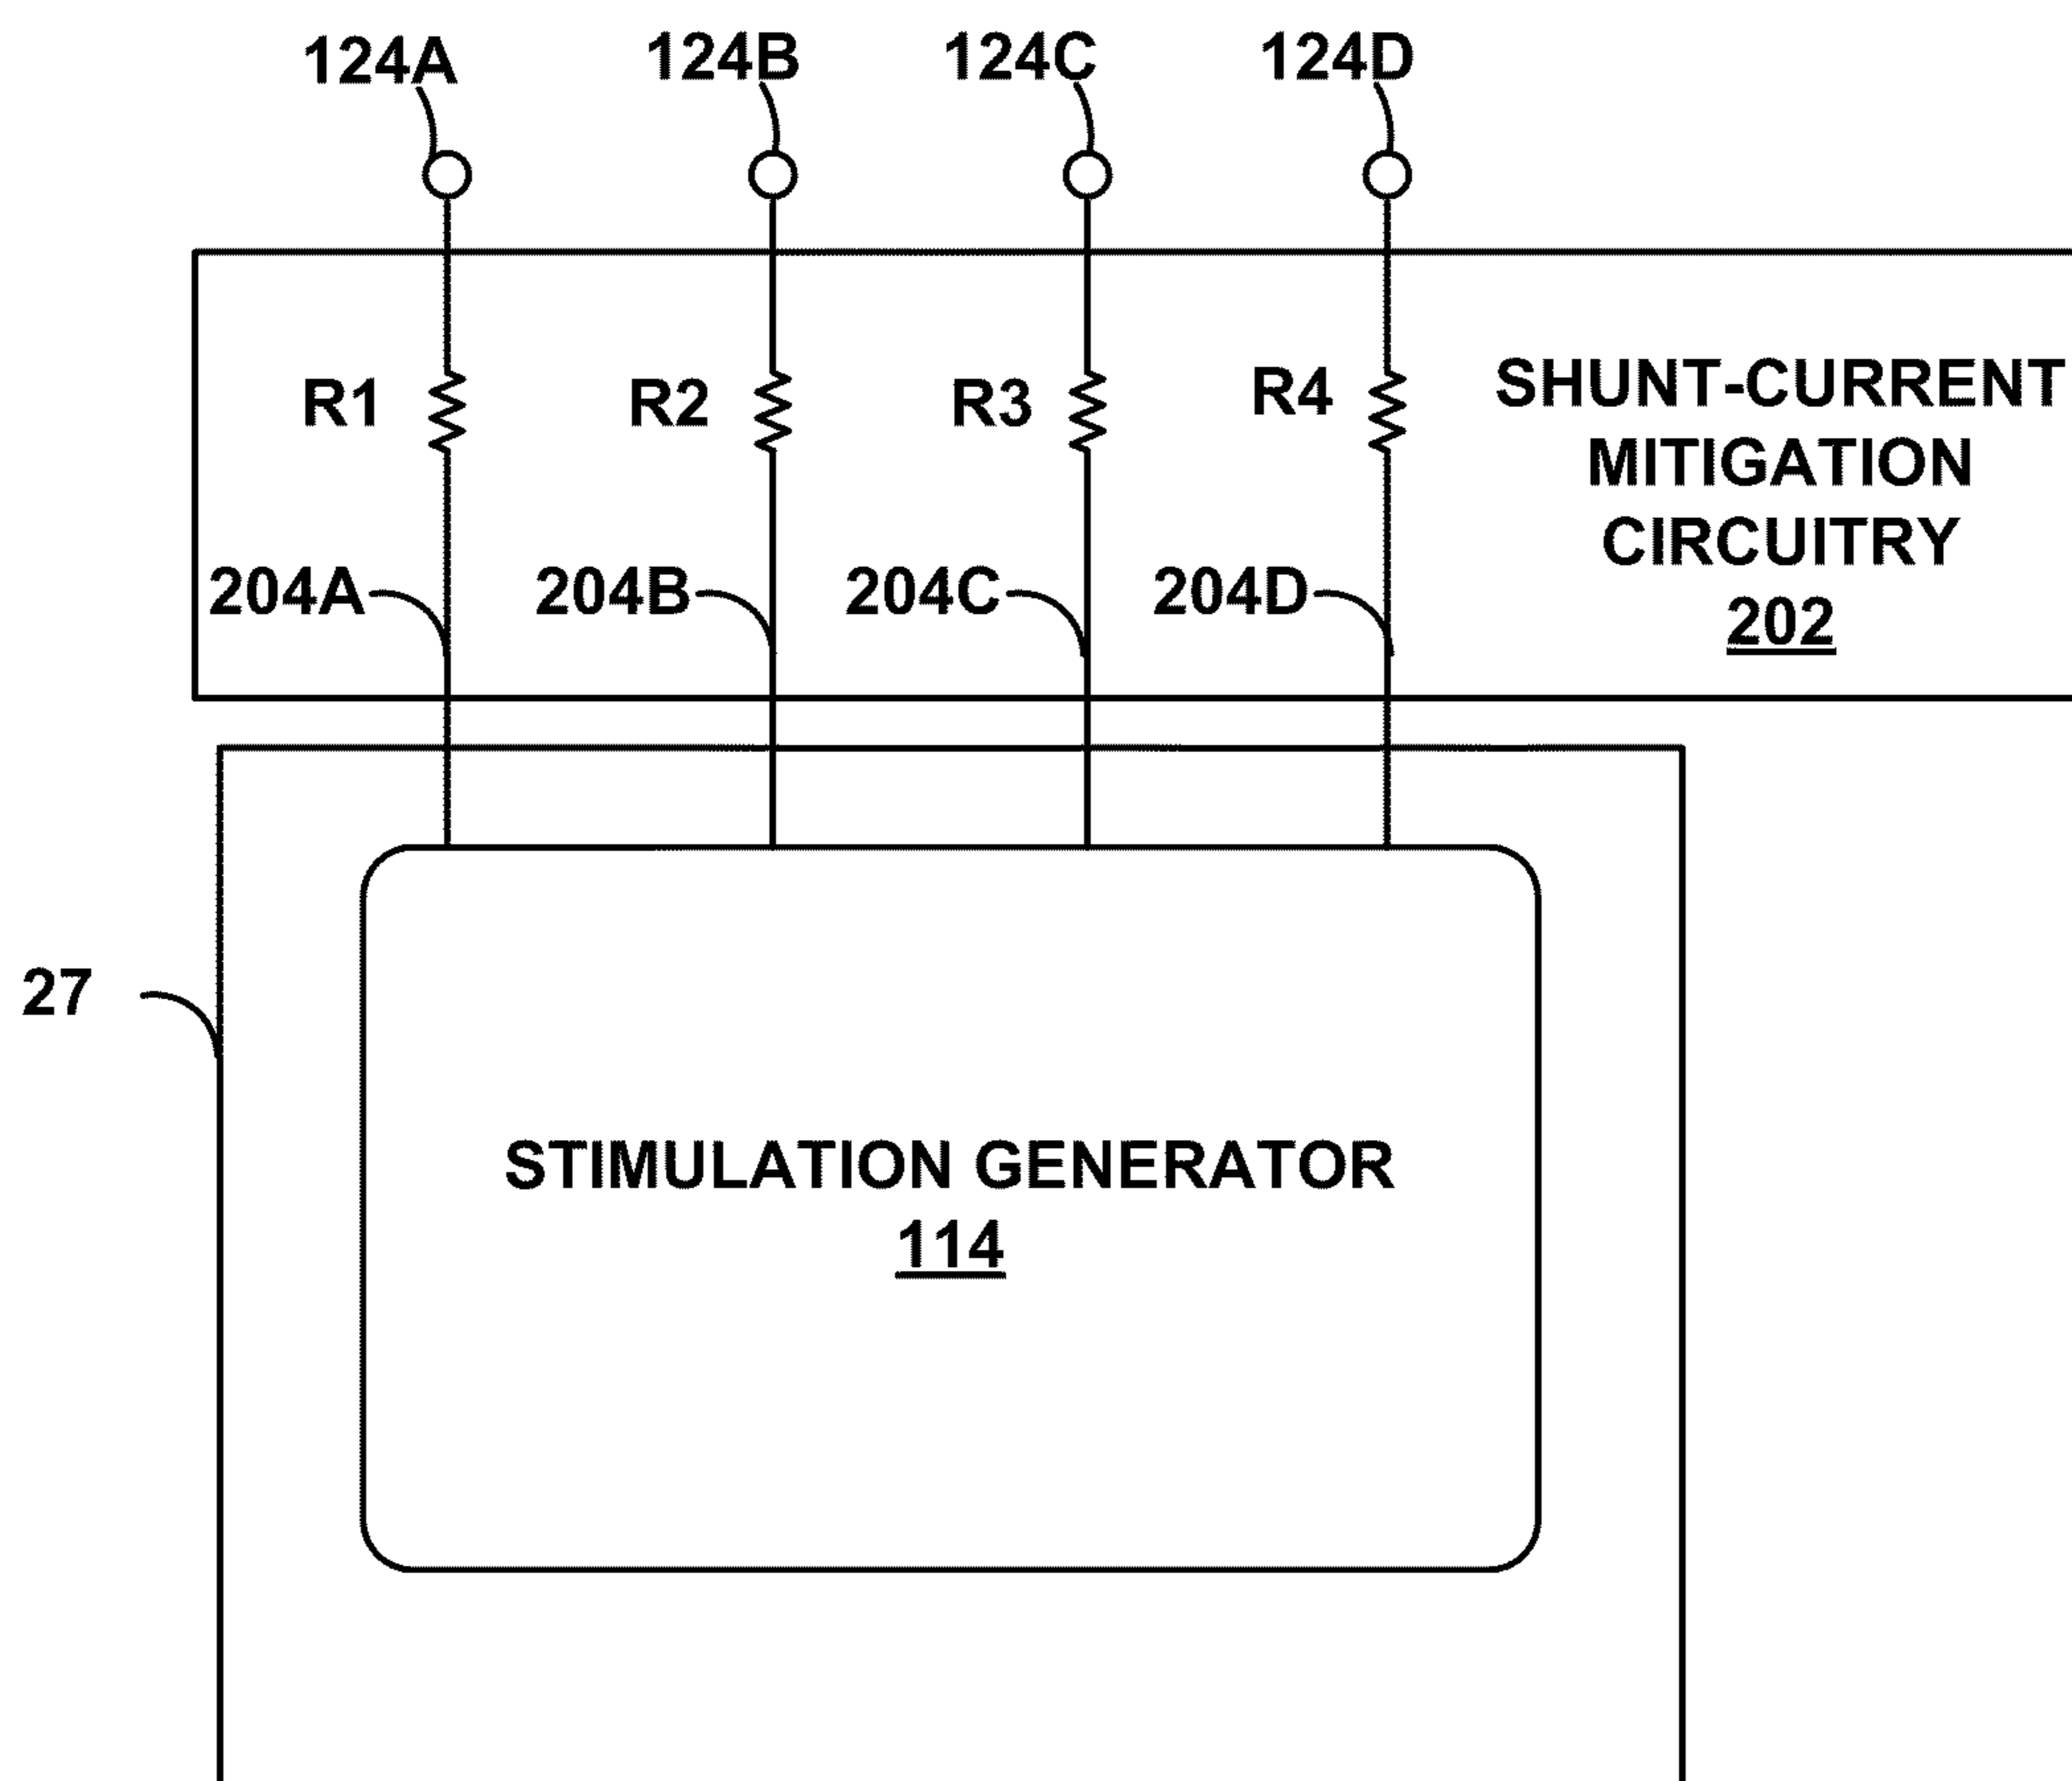 124A 124B 124C 124D
R1 R2 R3 R4
SHUNT-CURRENT
MITIGATION
CIRCUITRY
202
204A 204B 204C 204D
27
STIMULATION GENERATOR
114